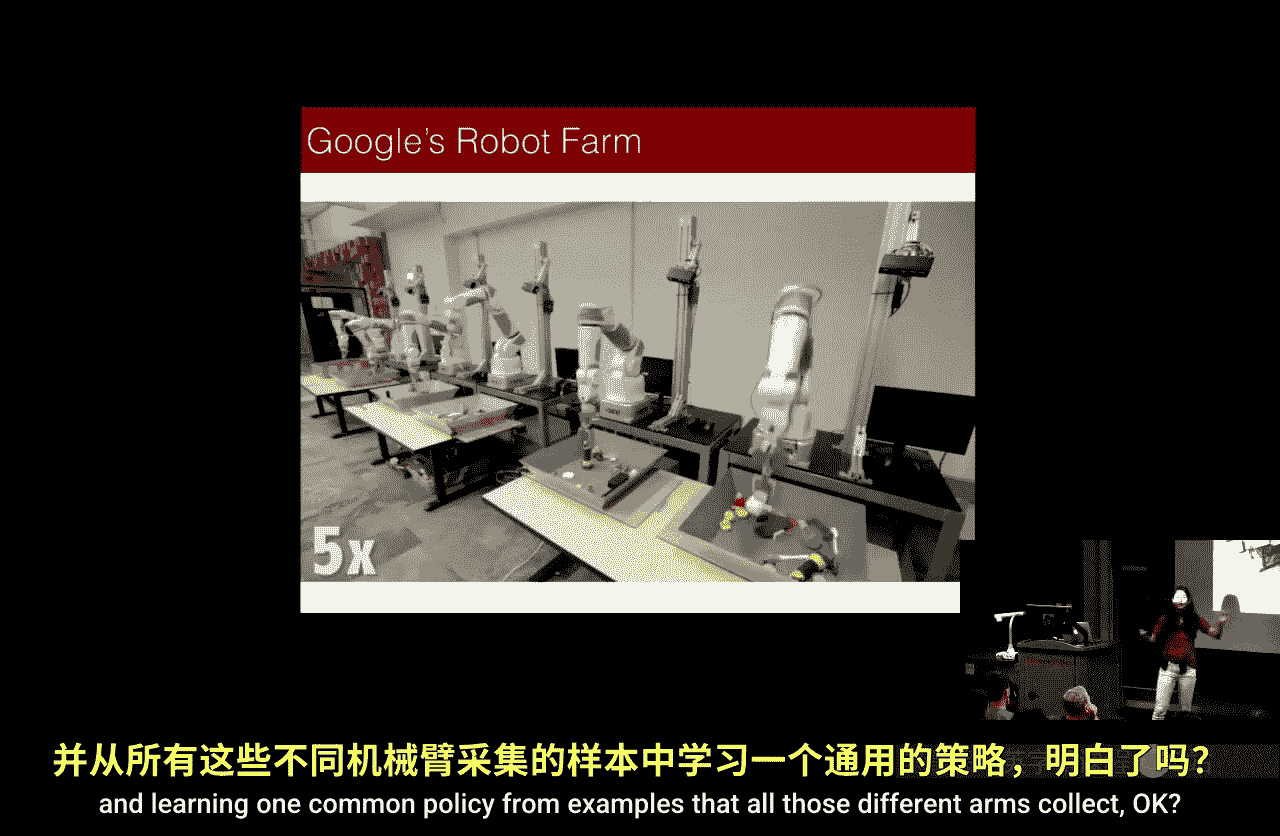 Google's Robot Farm
5x
并从所有这些不同机械臂采集的样本中学习一个通用的策略，明白了吗？
and learning one common policy from examples that all those different arms collect, OK?